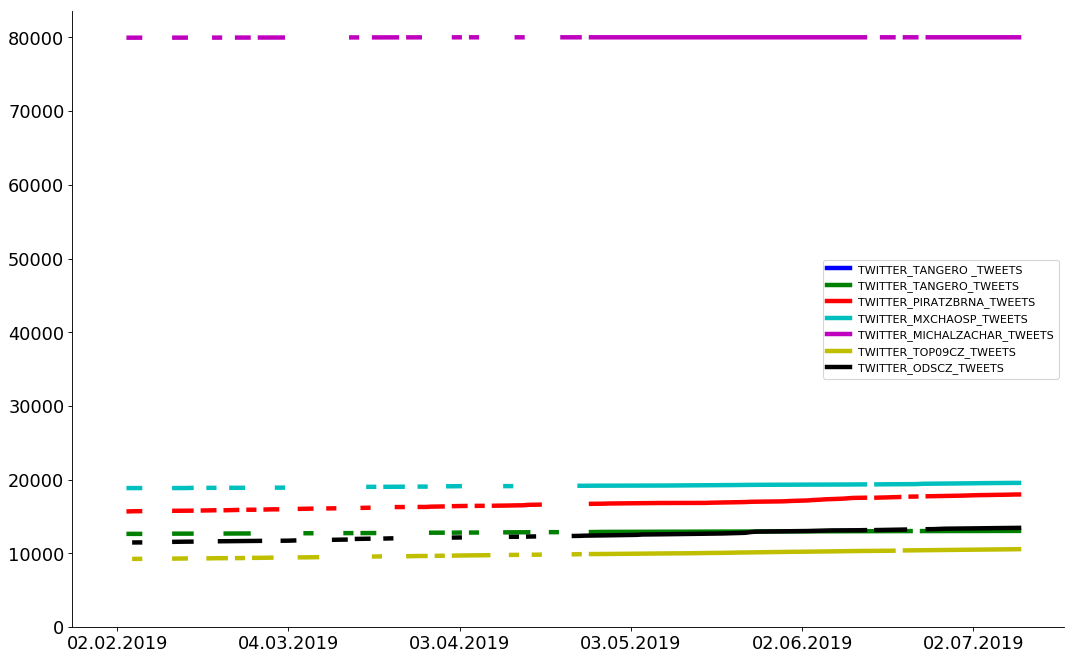 80000
70000
60000
50000
40000
30000
20000
10000
0
02.02.2019 04.03.2019 03.04.2019 03.05.2019 02.06.2019 02.07.2019
TWITTER_TANGERO _TWEETS
TWITTER_TANGERO_TWEETS
TWITTER_PIRATZBRNA_TWEETS
TWITTER_MXCHAOSP_TWEETS
TWITTER_MICHALZACHAR_TWEETS
TWITTER_TOP09CZ_TWEETS
TWITTER_ODSCZ_TWEETS